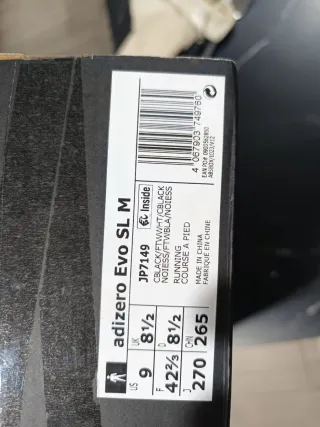 adizero Evo SL M
JP7149
€€ Inside
CBLACK/FTWWHT/CBLACK
NOIESS/FTWBLA/NOIESS
RUNNING
COURSE A PIED
MADE IN CHINA
FABRIQUÉ EN CHINE
4 067903 749760
US 9
UK 8½
F 42⅔
D 8½
J 270
CHN 265